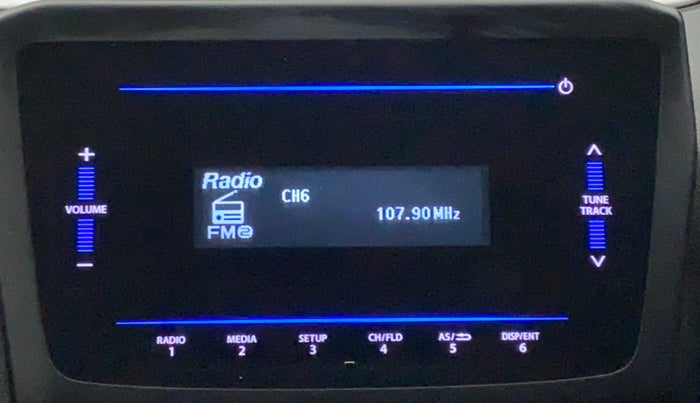 +
VOLUME
−
Radio
CH6
107.90 MHz
FM2
TUNE
TRACK
RADIO MEDIA SETUP CH/FLD AS/ DISP/ENT
1 2 3 4 5 6